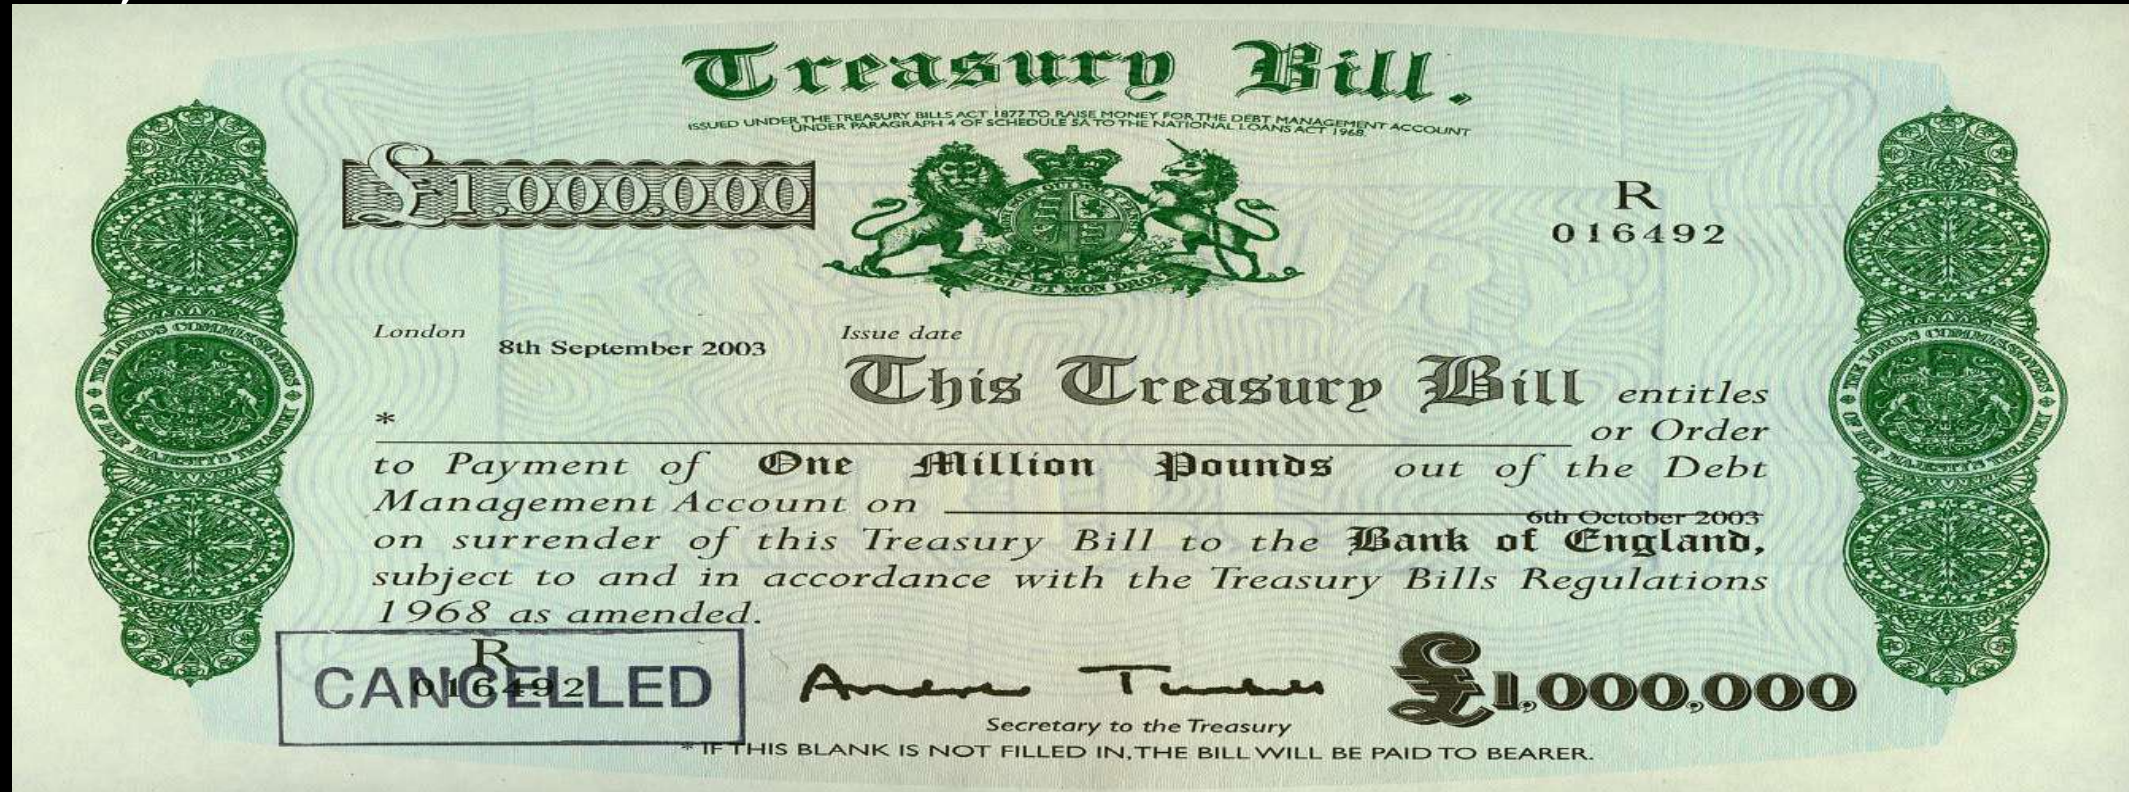 Treasury Bill.
ISSUED UNDER THE TREASURY BILLS ACT 1877 TO RAISE MONEY FOR THE DEBT MANAGEMENT ACCOUNT
UNDER PARAGRAPH 4 OF SCHEDULE 5A TO THE NATIONAL LOANS ACT 1968.
£1,000,000
R
016492
London 8th September 2003 Issue date
This Treasury Bill entitles
* or Order
to Payment of One Million Pounds out of the Debt
Management Account on 6th October 2003
on surrender of this Treasury Bill to the Bank of England,
subject to and in accordance with the Treasury Bills Regulations
1968 as amended.
R
016492
CANCELLED
Andrew Turnbull
Secretary to the Treasury
£1,000,000
* IF THIS BLANK IS NOT FILLED IN, THE BILL WILL BE PAID TO BEARER.